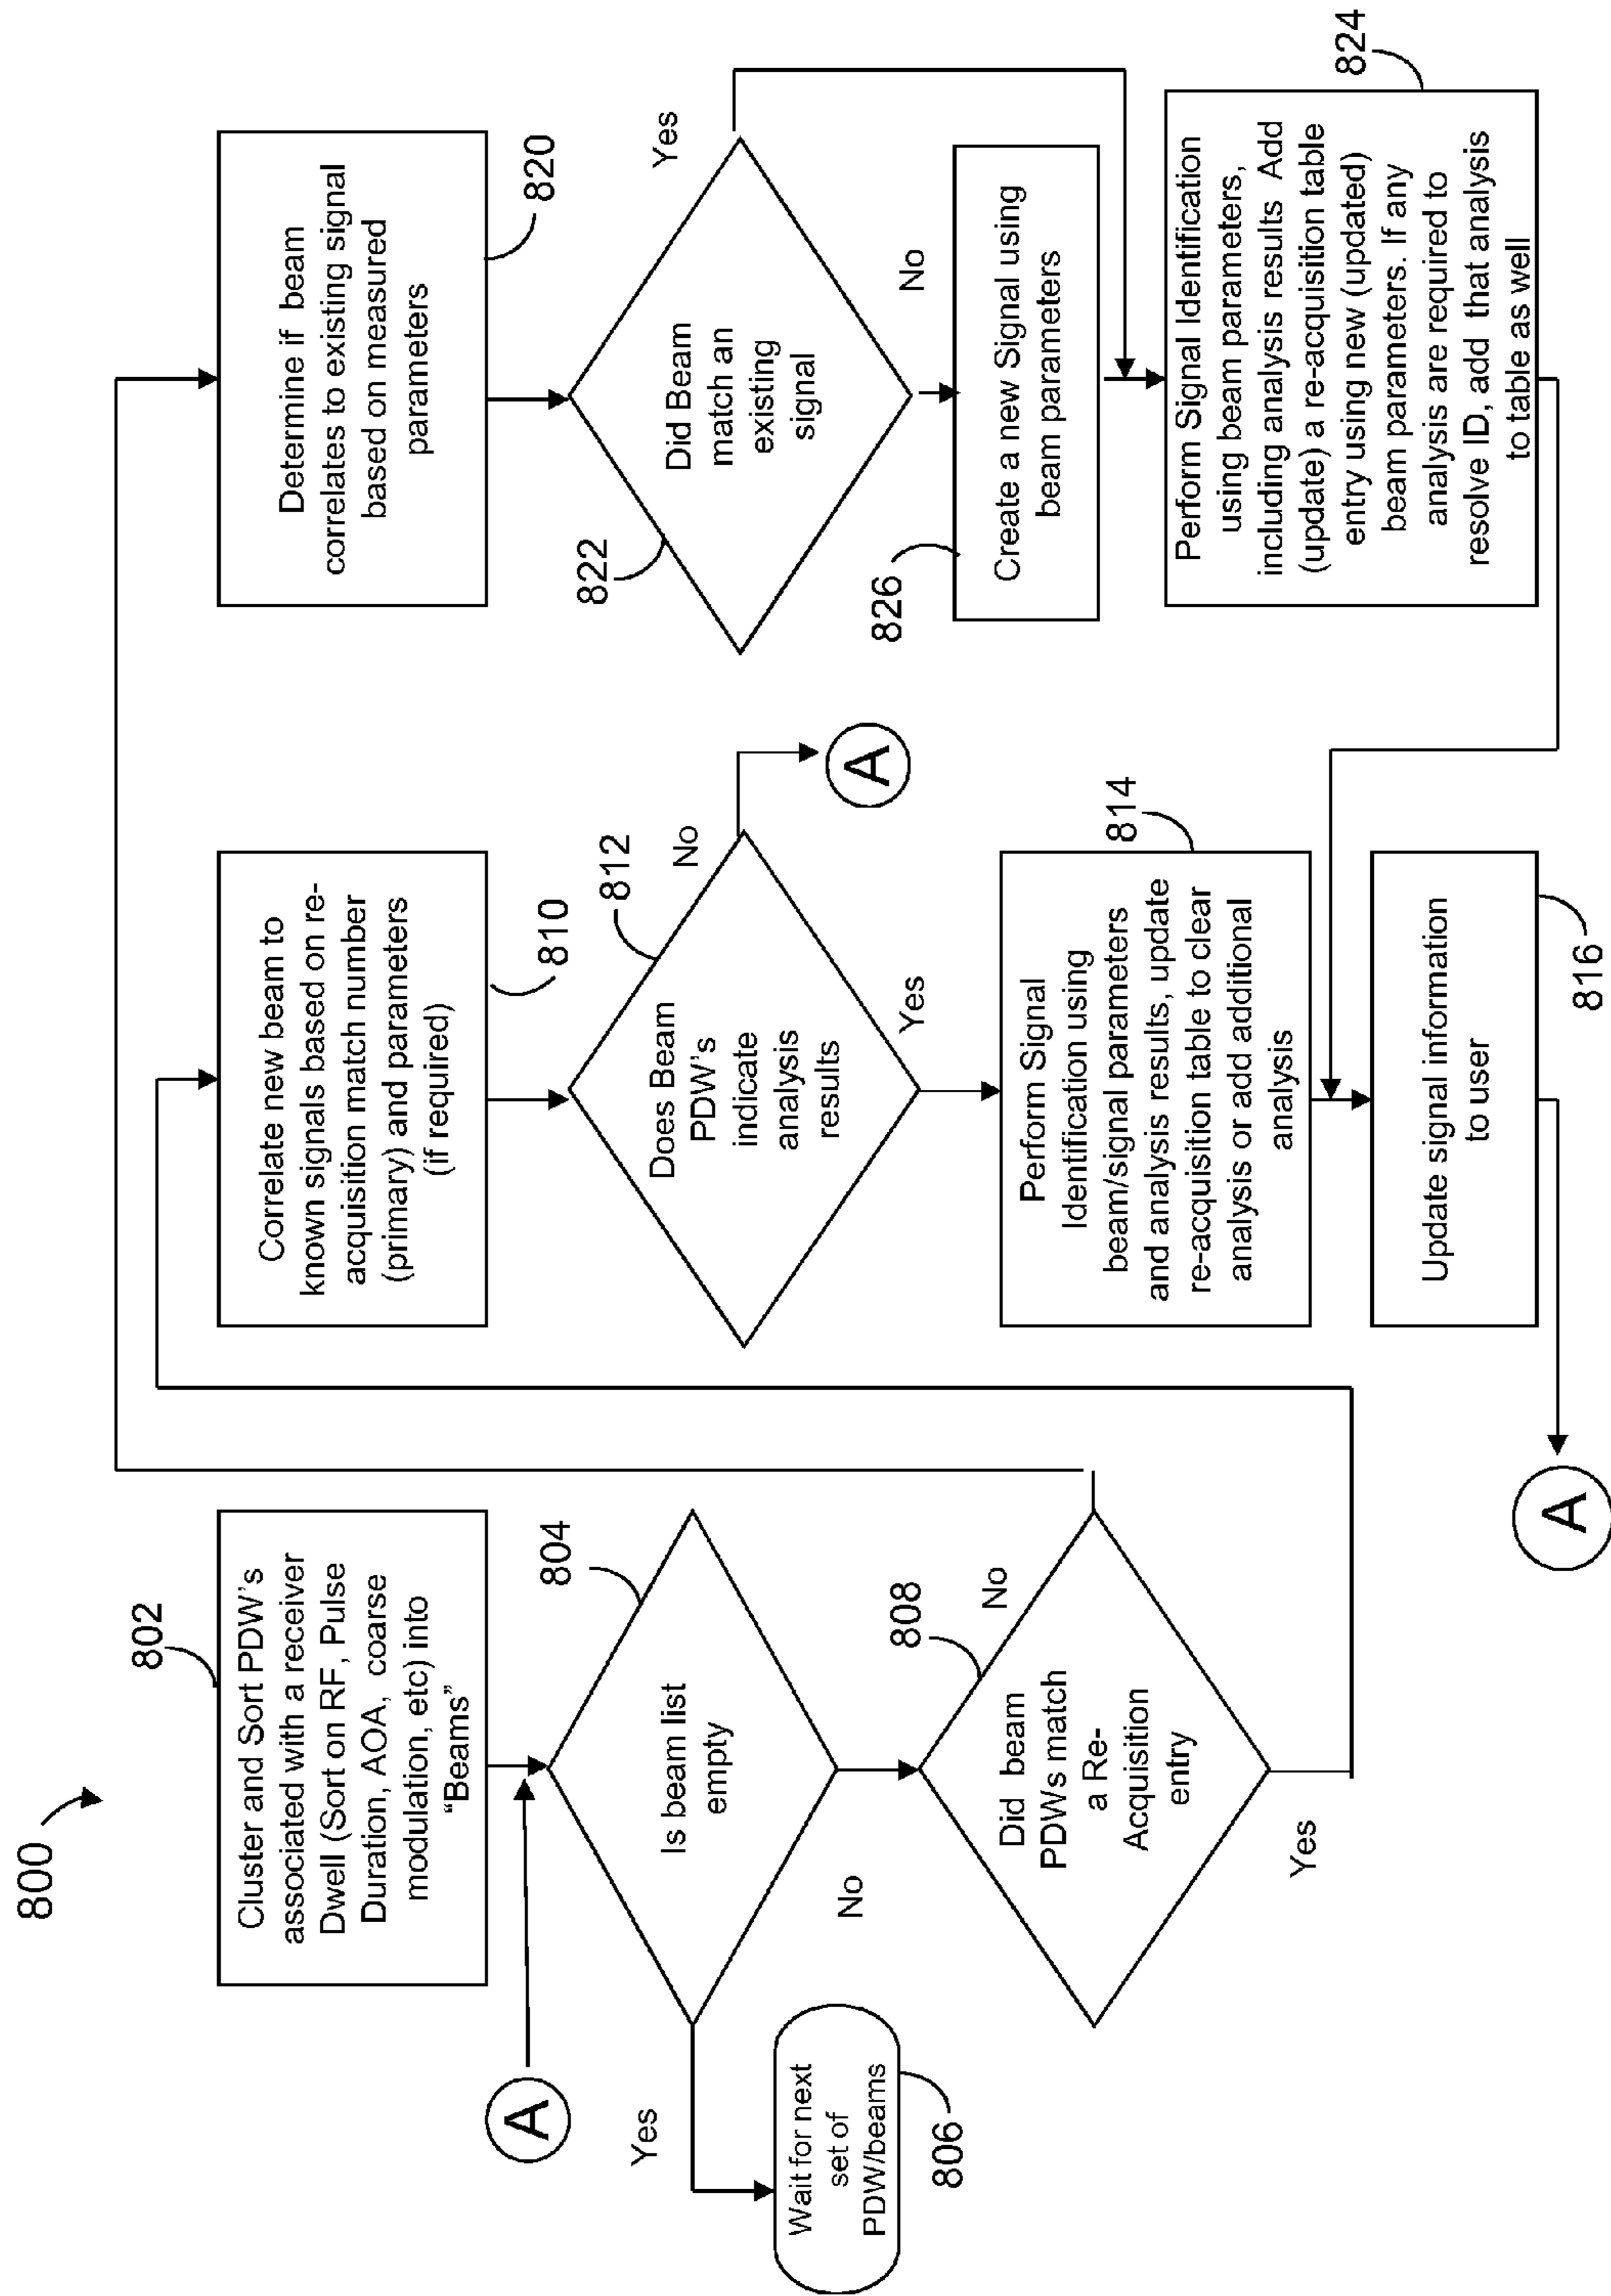 800
802
Cluster and Sort PDW's
associated with a receiver
Dwell (Sort on RF, Pulse
Duration, AOA, coarse
modulation, etc) into
“Beams”
A
804
Is beam list
empty
Yes
No
Wait for next
set of
PDW/beams
806
808
Did beam
PDWs match
a Re-
Acquisition
entry
No
Yes
Correlate new beam to
known signals based on re-
acquisition match number
(primary) and parameters
(if required)
810
812
Does Beam
PDW's
indicate
analysis
results
No
A
Yes
814
Perform Signal
Identification using
beam/signal parameters
and analysis results, update
re-acquisition table to clear
analysis or add additional
analysis
Update signal information
to user
816
A
Determine if beam
correlates to existing signal
based on measured
parameters
820
822
Did Beam
match an
existing
signal
Yes
No
826
Create a new Signal using
beam parameters
Perform Signal Identification
using beam parameters,
including analysis results Add
(update) a re-acquisition table
entry using new (updated)
beam parameters. If any
analysis are required to
resolve ID, add that analysis
to table as well
824